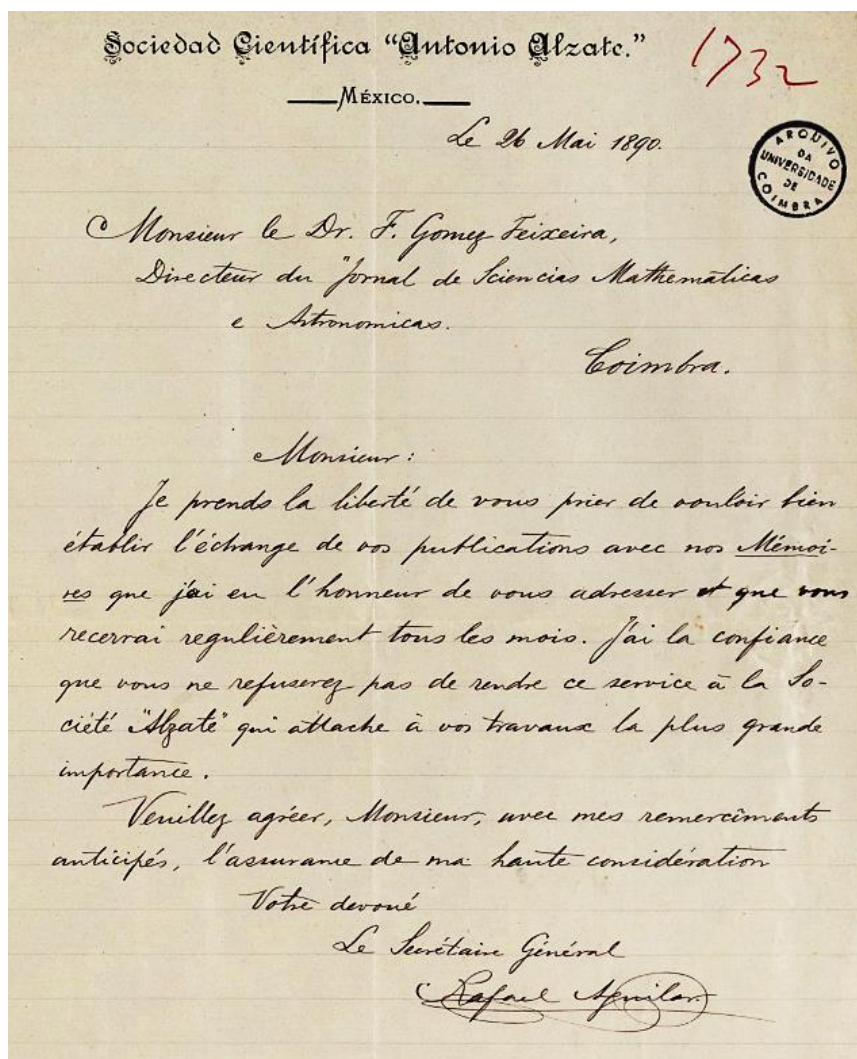 Sociedad Científica "Antonio Alzate."
1732
MÉXICO.
Le 26 Mai 1890.
ARQUIVO
DA
UNIVERSIDADE
DE
COIMBRA
Monsieur le Dr. F. Gomez Teixeira,
Directeur du "Jornal de Sciencias Mathematicas
e Astronomicas.
Coimbra.
Monsieur :
Je prends la liberté de vous prier de vouloir bien
établir l'échange de vos publications avec nos Mémoi-
res que j'ai eu l'honneur de vous adresser et que vous
recerrai regulièrement tous les mois. J'ai la confiance
que vous ne refuserez pas de rendre ce service à la So-
ciété "Alzate" qui attache à vos travaux la plus grande
importance.
Veuillez agréer, Monsieur, avec mes remercîments
anticipés, l'assurance de ma haute considération
Votre devoué
Le Secrétaire Général
Rafael Aguilar